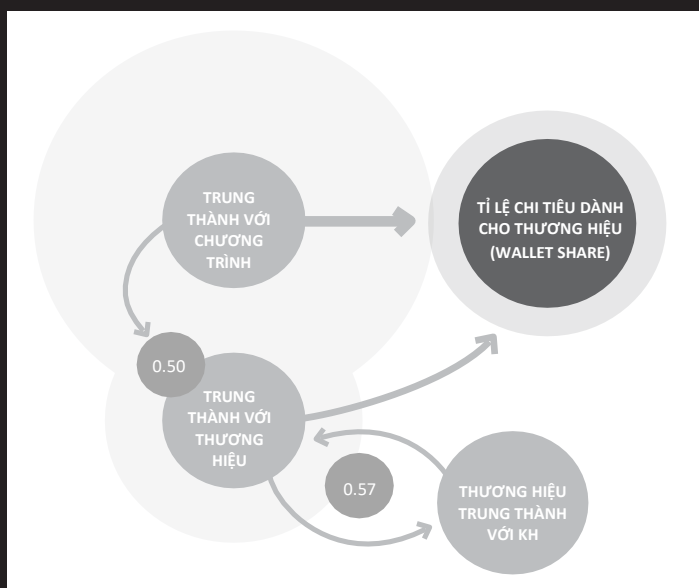 TRUNG
THÀNH VỚI
CHƯƠNG
TRÌNH
TỈ LỆ CHI TIÊU DÀNH
CHO THƯƠNG HIỆU
(WALLET SHARE)
0.50
TRUNG
THÀNH VỚI
THƯƠNG
HIỆU
0.57
THƯƠNG HIỆU
TRUNG THÀNH
VỚI KH